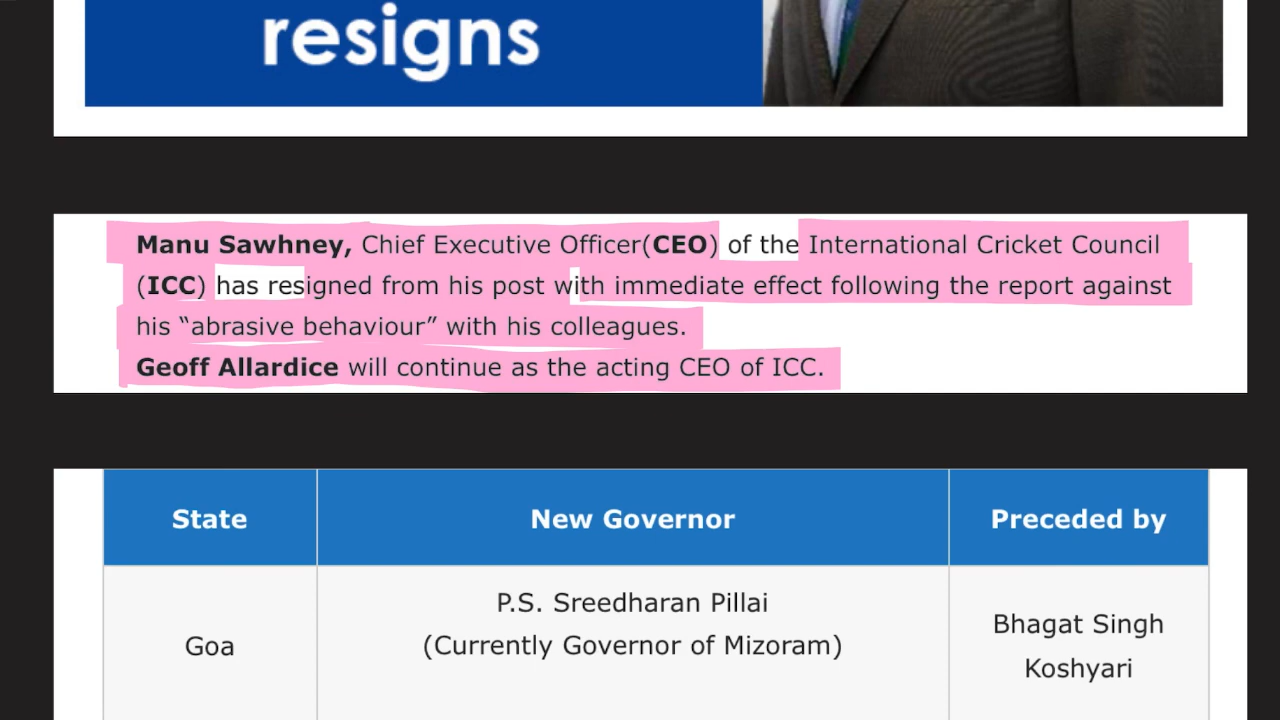 resigns
Manu Sawhney, Chief Executive Officer(CEO) of the International Cricket Council
(ICC) has resigned from his post with immediate effect following the report against
his “abrasive behaviour” with his colleagues.
Geoff Allardice will continue as the acting CEO of ICC.
State New Governor Preceded by
P.S. Sreedharan Pillai
(Currently Governor of Mizoram)
Goa
Bhagat Singh
Koshyari